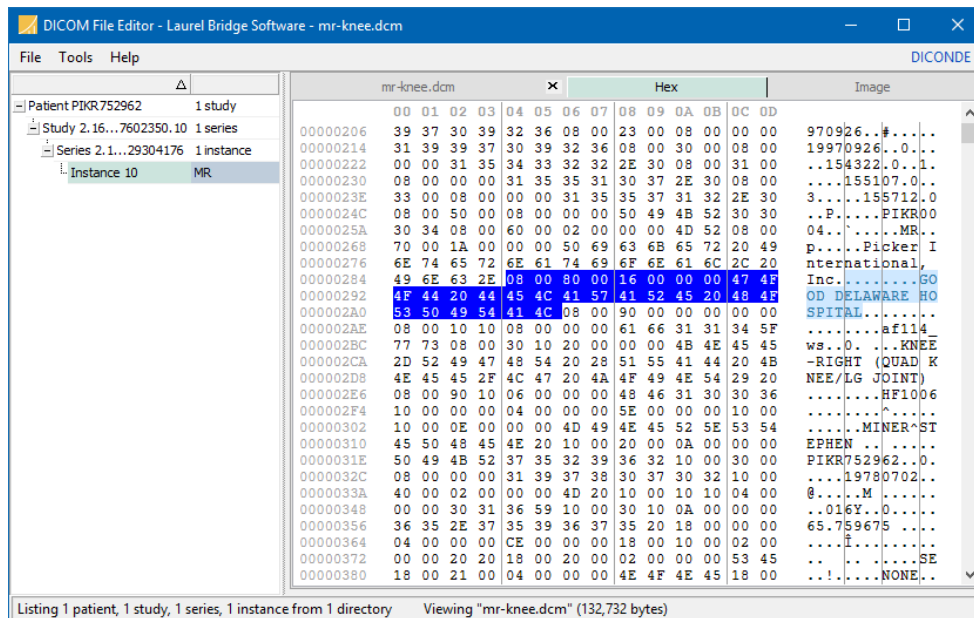 DICOM File Editor - Laurel Bridge Software - mr-knee.dcm
File Tools Help DICONDE
mr-knee.dcm Hex Image
Patient PIKR752962 1 study
Study 2.16...7602350.10 1 series
Series 2.1...29304176 1 instance
Instance 10 MR
00 01 02 03 04 05 06 07 08 09 0A 0B 0C 0D
00000206 39 37 30 39 32 36 08 00 23 00 08 00 00 00 970926..#.....
00000214 31 39 39 37 30 39 32 36 08 00 30 00 08 00 19970926..0...
00000222 00 00 31 35 34 33 32 32 2E 30 08 00 31 00 ..154322.0..1.
00000230 08 00 00 00 31 35 35 31 30 37 2E 30 08 00 ....155107.0..
0000023E 33 00 08 00 00 00 31 35 35 37 31 32 2E 30 3.....155712.0
0000024C 08 00 50 00 08 00 00 00 50 49 4B 52 30 30 ..P.....PIKR00
0000025A 30 34 08 00 60 00 02 00 00 00 4D 52 08 00 04..`.....MR..
00000268 70 00 1A 00 00 00 50 69 63 6B 65 72 20 49 p.....Picker I
00000276 6E 74 65 72 6E 61 74 69 6F 6E 61 6C 2C 20 nternational,
00000284 49 6E 63 2E 08 00 80 00 16 00 00 00 47 4F Inc.........GO
00000292 4F 44 20 44 45 4C 41 57 41 52 45 20 48 4F OD DELAWARE HO
000002A0 53 50 49 54 41 4C 08 00 90 00 00 00 00 00 SPITAL........
000002AE 08 00 10 10 08 00 00 00 61 66 31 31 34 5F ........af114_
000002BC 77 73 08 00 30 10 20 00 00 00 4B 4E 45 45 ws..0. ...KNEE
000002CA 2D 52 49 47 48 54 20 28 51 55 41 44 20 4B -RIGHT (QUAD K
000002D8 4E 45 45 2F 4C 47 20 4A 4F 49 4E 54 29 20 NEE/LG JOINT)
000002E6 08 00 90 10 06 00 00 00 48 46 31 30 30 36 ........HF1006
000002F4 10 00 00 00 04 00 00 00 5E 00 00 00 10 00 ........^.....
00000302 10 00 0E 00 00 00 4D 49 4E 45 52 5E 53 54 ......MINER^ST
00000310 45 50 48 45 4E 20 10 00 20 00 0A 00 00 00 EPHEN .. .....
0000031E 50 49 4B 52 37 35 32 39 36 32 10 00 30 00 PIKR752962..0.
0000032C 08 00 00 00 31 39 37 38 30 37 30 32 10 00 ....19780702..
0000033A 40 00 02 00 00 00 4D 20 10 00 10 10 04 00 @.....M ......
00000348 00 00 30 31 36 59 10 00 30 10 0A 00 00 00 ..016Y..0.....
00000356 36 35 2E 37 35 39 36 37 35 20 18 00 00 00 65.759675 ....
00000364 04 00 00 00 CE 00 00 00 18 00 10 00 02 00 ....Î.........
00000372 00 00 20 20 18 00 20 00 02 00 00 00 53 45 ..  .. .....SE
00000380 18 00 21 00 04 00 00 00 4E 4F 4E 45 18 00 ..!.....NONE..
Listing 1 patient, 1 study, 1 series, 1 instance from 1 directory Viewing "mr-knee.dcm" (132,732 bytes)